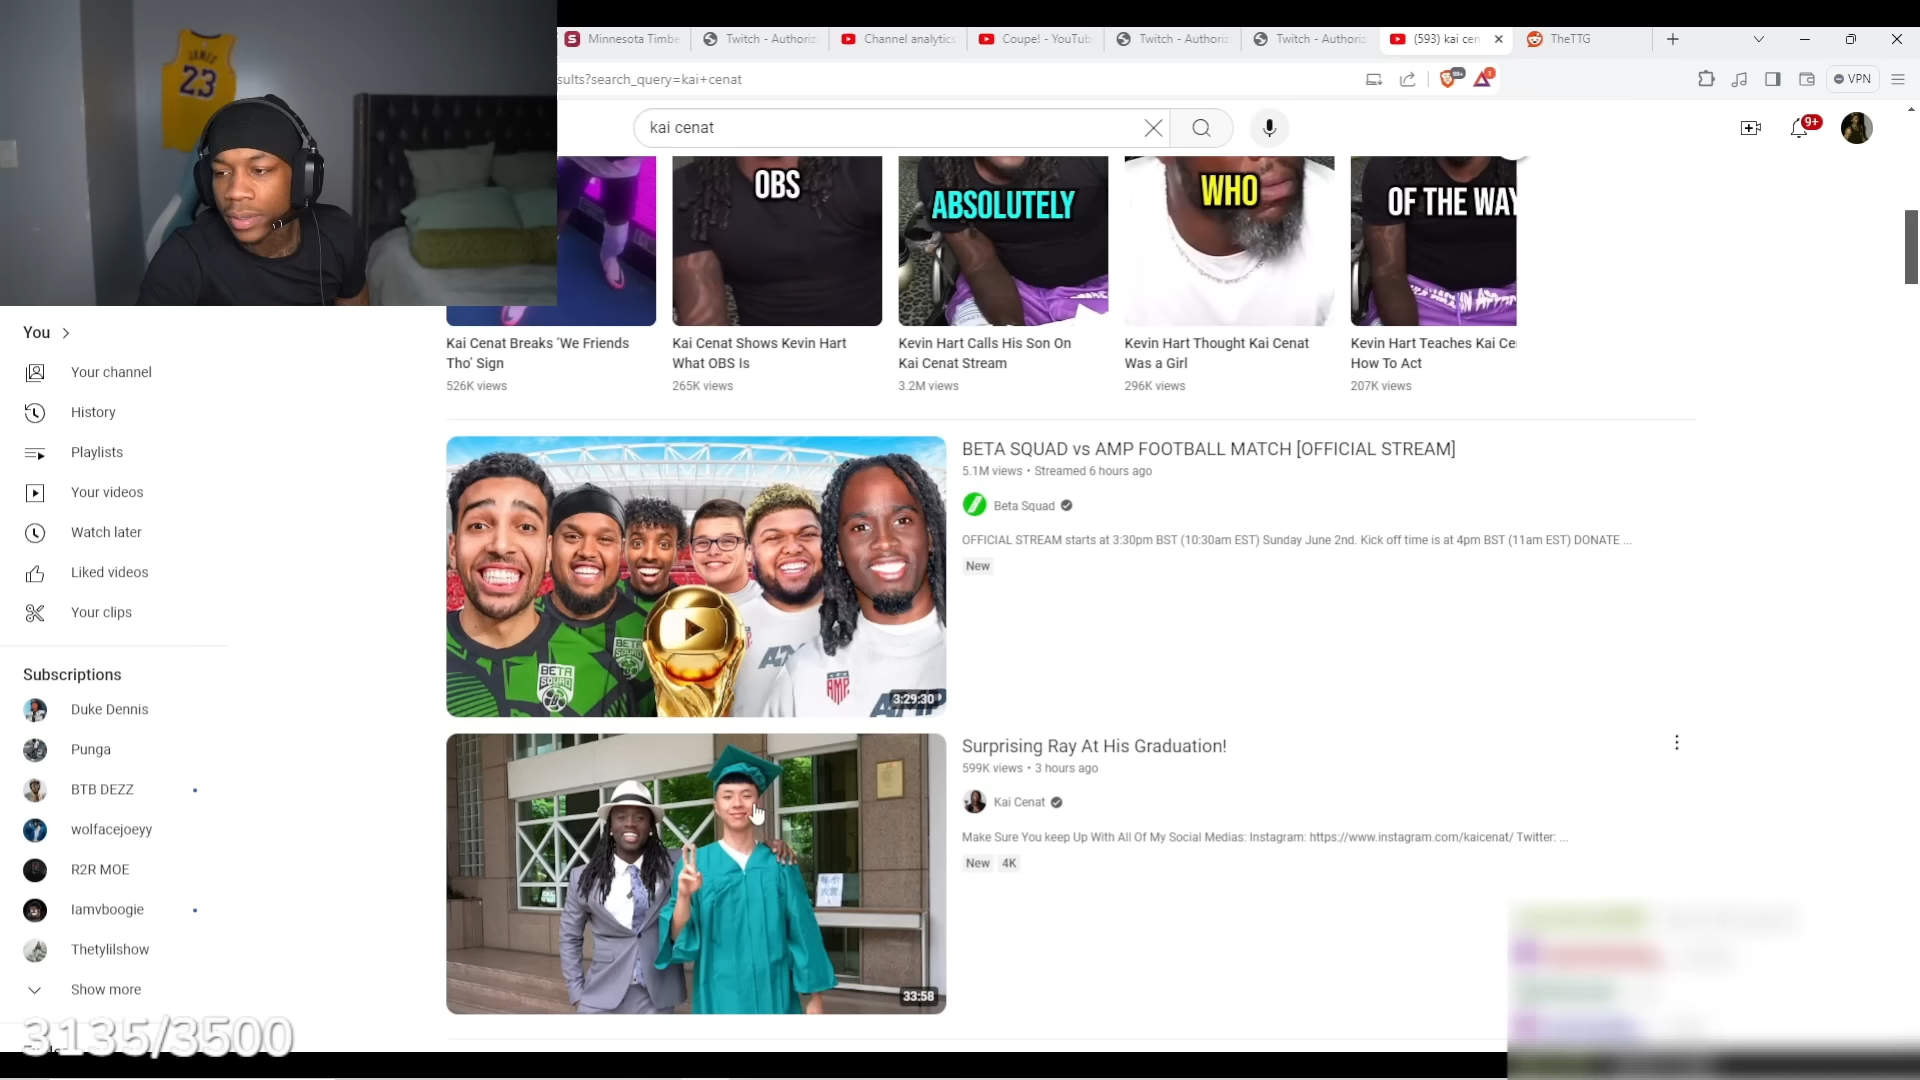 JAMES
23
Minnesota Timbe
Twitch - Authoriz
Channel analytics
Coupe! - YouTub
Twitch - Authoriz
Twitch - Authoriz
(593) kai cen
TheTTG
sults?search_query=kai+cenat
99+
1
VPN
kai cenat
9+
OBS
ABSOLUTELY
WHO
OF THE WAY
Kai Cenat Breaks ‘We Friends
Tho’ Sign
526K views
Kai Cenat Shows Kevin Hart
What OBS Is
265K views
Kevin Hart Calls His Son On
Kai Cenat Stream
3.2M views
Kevin Hart Thought Kai Cenat
Was a Girl
296K views
Kevin Hart Teaches Kai Ce
How To Act
207K views
You
Your channel
History
Playlists
Your videos
Watch later
Liked videos
Your clips
Subscriptions
Duke Dennis
Punga
BTB DEZZ
wolfacejoeyy
R2R MOE
Iamvboogie
Thetylilshow
Show more
3135/3500
BETA
SQUAD
AMP
3:29:30
BETA SQUAD vs AMP FOOTBALL MATCH [OFFICIAL STREAM]
5.1M views • Streamed 6 hours ago
Beta Squad
OFFICIAL STREAM starts at 3:30pm BST (10:30am EST) Sunday June 2nd. Kick off time is at 4pm BST (11am EST) DONATE ...
New
33:58
Surprising Ray At His Graduation!
599K views • 3 hours ago
Kai Cenat
Make Sure You keep Up With All Of My Social Medias: Instagram: https://www.instagram.com/kaicenat/ Twitter: ...
New 4K